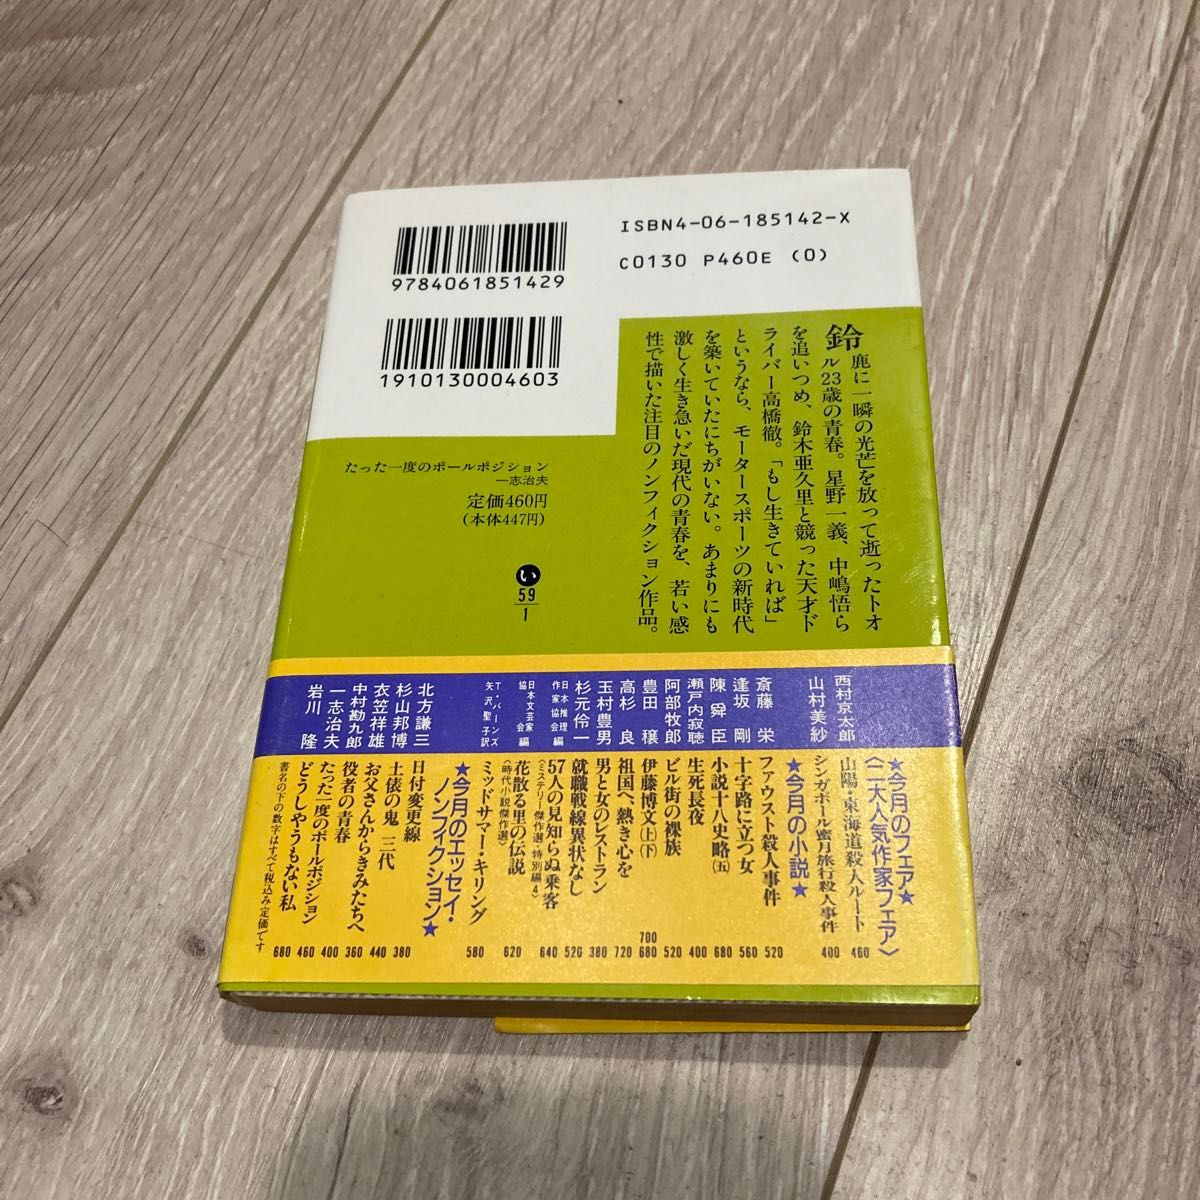 ISBN4-06-185142-X
C0130 P460E (0)
9784061851429
1910130004603
鈴鹿に一瞬の光芒を放って逝ったトオ
ル23歳の青春。星野一義、中嶋悟ら
を追いつめ、鈴木亜久里と競った天才ド
ライバー高橋徹。「もし生きていれば」
というなら、モータースポーツの新時代
を築いていたにちがいない。あまりにも
激しく生き急いだ現代の青春を、若い感
性で描いた注目のノンフィクション作品。
たった一度のポールポジション
一志治夫
定価460円
(本体447円)
い
59
1
★今月のフェア★
〈二大人気作家フェア〉
西村京太郎 山陽・東海道殺人ルート 460
山村美紗 シンガポール蜜月旅行殺人事件 400
★今月の小説★
斎藤 栄 ファウスト殺人事件 520
逢坂 剛 十字路に立つ女 560
陳 舜臣 小説十八史略(五) 680
瀬戸内寂聴 生死長夜 400
阿部牧郎 ビル街の裸族 520
豊田 穣 伊藤博文(上)(下) 700 680
高杉 良 祖国へ、熱き心を 720
玉村豊男 男と女のレストラン 380
杉元伶一 就職戦線異状なし 520
日本推理作家協会編 57人の見知らぬ乗客 640
〈ミステリー傑作選・特別編4〉
日本文芸家協会編 花散る里の伝説 620
〈時代小説傑作選〉
T・バーンズ 矢沢聖子訳 ミッドサマー・キリング 580
★今月のエッセイ・
ノンフィクション★
北方謙三 日付変更線 380
杉山邦博 土俵の鬼 三代 440
衣笠祥雄 お父さんからきみたちへ 360
中村勘九郎 役者の青春 400
一志治夫 たった一度のポールポジション 460
岩川 隆 どうしやうもない私 680
書名の下の数字はすべて税込み定価です